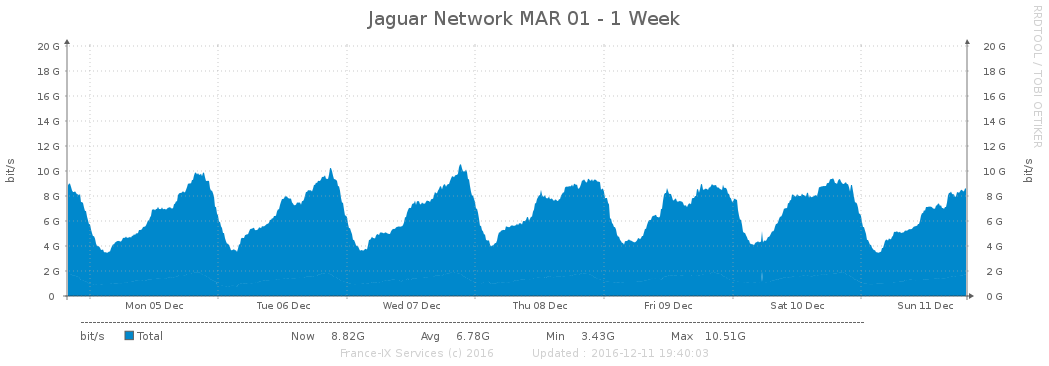 Jaguar Network MAR 01 - 1 Week
RRDTOOL / TOBI OETIKER
bit/s
20 G 20 G
18 G 18 G
16 G 16 G
14 G 14 G
12 G 12 G
10 G 10 G
8 G 8 G
6 G 6 G
4 G 4 G
2 G 2 G
0 0 G
bit/s
Mon 05 Dec Tue 06 Dec Wed 07 Dec Thu 08 Dec Fri 09 Dec Sat 10 Dec Sun 11 Dec
bit/s Total Now 8.82G Avg 6.78G Min 3.43G Max 10.51G
France-IX Services (c) 2016 Updated : 2016-12-11 19:40:03